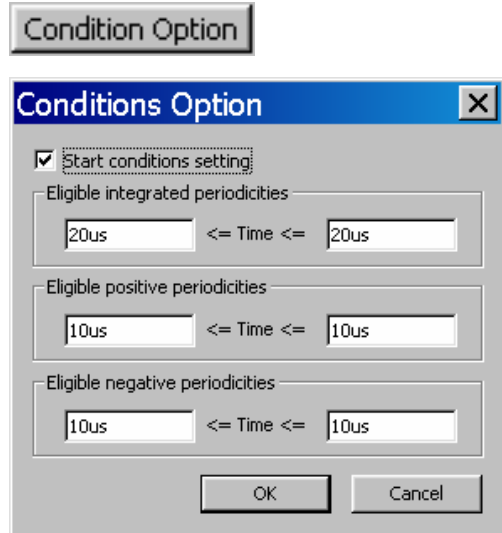 Condition Option
Conditions Option
Start conditions setting
Eligible integrated periodicities
20us <= Time <= 20us
Eligible positive periodicities
10us <= Time <= 10us
Eligible negative periodicities
10us <= Time <= 10us
OK Cancel